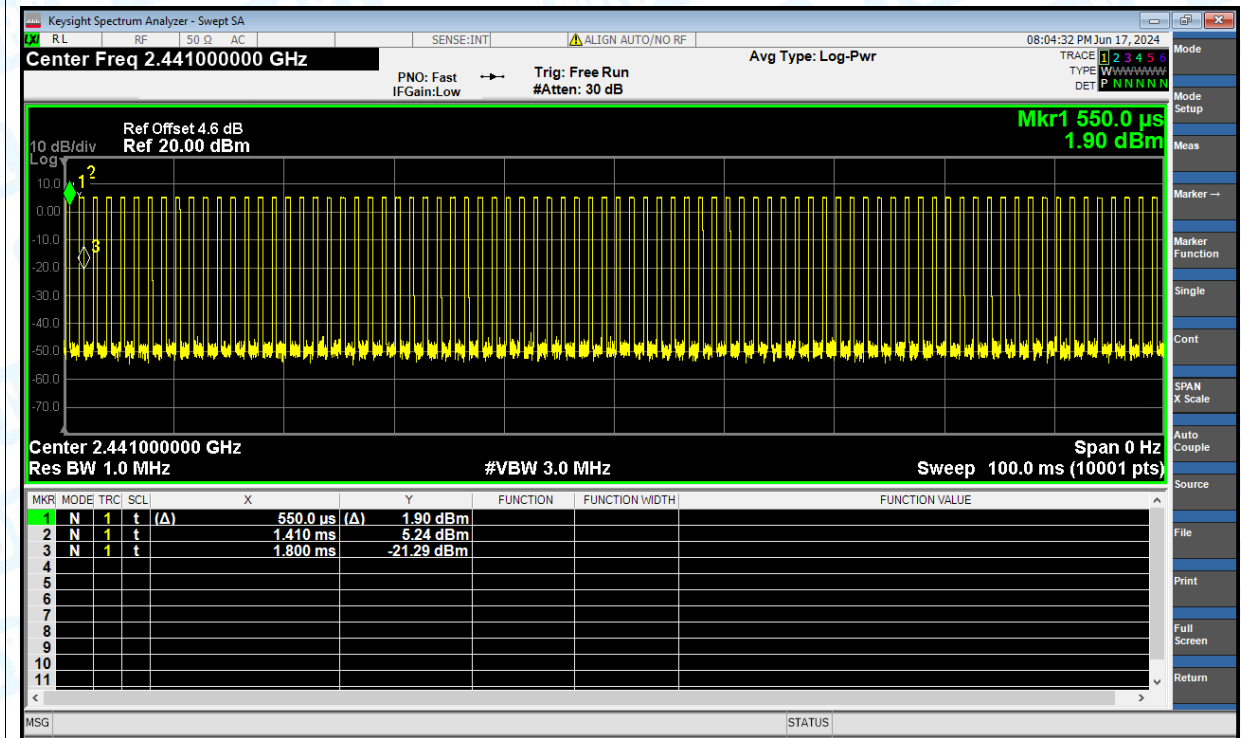 Keysight Spectrum Analyzer - Swept SA
LXI RL RF 50 Ω AC SENSE:INT ALIGN AUTO/NO RF 08:04:32 PM Jun 17, 2024
Center Freq 2.441000000 GHz Avg Type: Log-Pwr TRACE 1 2 3 4 5 6
PNO: Fast Trig: Free Run TYPE WWWWWW
IFGain:Low #Atten: 30 dB DET P N N N N N
Mkr1 550.0 µs
1.90 dBm
Ref Offset 4.6 dB
10 dB/div Ref 20.00 dBm
Log
10.0
0.00
-10.0
-20.0
-30.0
-40.0
-50.0
-60.0
-70.0
1 2
3
Center 2.441000000 GHz Span 0 Hz
Res BW 1.0 MHz #VBW 3.0 MHz Sweep 100.0 ms (10001 pts)
MKR MODE TRC SCL X Y FUNCTION FUNCTION WIDTH FUNCTION VALUE
1 N 1 t (Δ) 550.0 µs (Δ) 1.90 dBm
2 N 1 t 1.410 ms 5.24 dBm
3 N 1 t 1.800 ms -21.29 dBm
4
5
6
7
8
9
10
11
MSG STATUS
Mode
Mode
Setup
Meas
Marker→
Marker
Function
Single
Cont
SPAN
X Scale
Auto
Couple
Source
File
Print
Full
Screen
Return